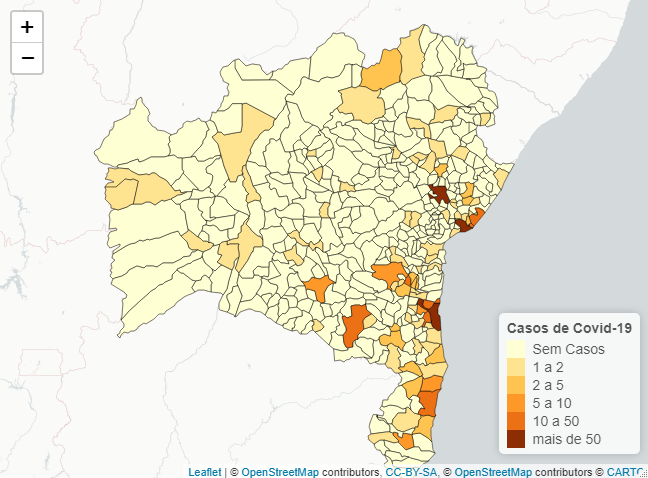 +
−
Casos de Covid-19
Sem Casos
1 a 2
2 a 5
5 a 10
10 a 50
mais de 50
Leaflet | © OpenStreetMap contributors, CC-BY-SA, © OpenStreetMap contributors © CARTO